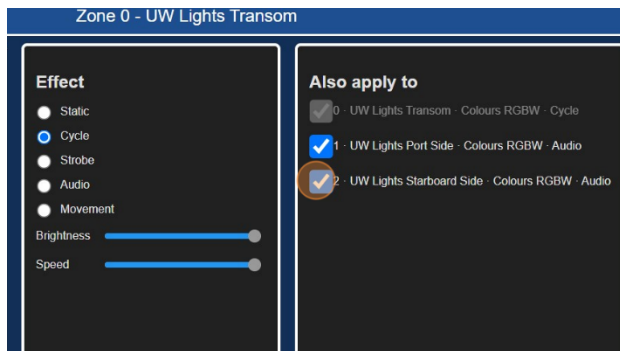 Zone 0 - UW Lights Transom
Effect
Static
Cycle
Strobe
Audio
Movement
Brightness
Speed
Also apply to
0 · UW Lights Transom · Colours RGBW · Cycle
1 · UW Lights Port Side · Colours RGBW · Audio
2 · UW Lights Starboard Side · Colours RGBW · Audio